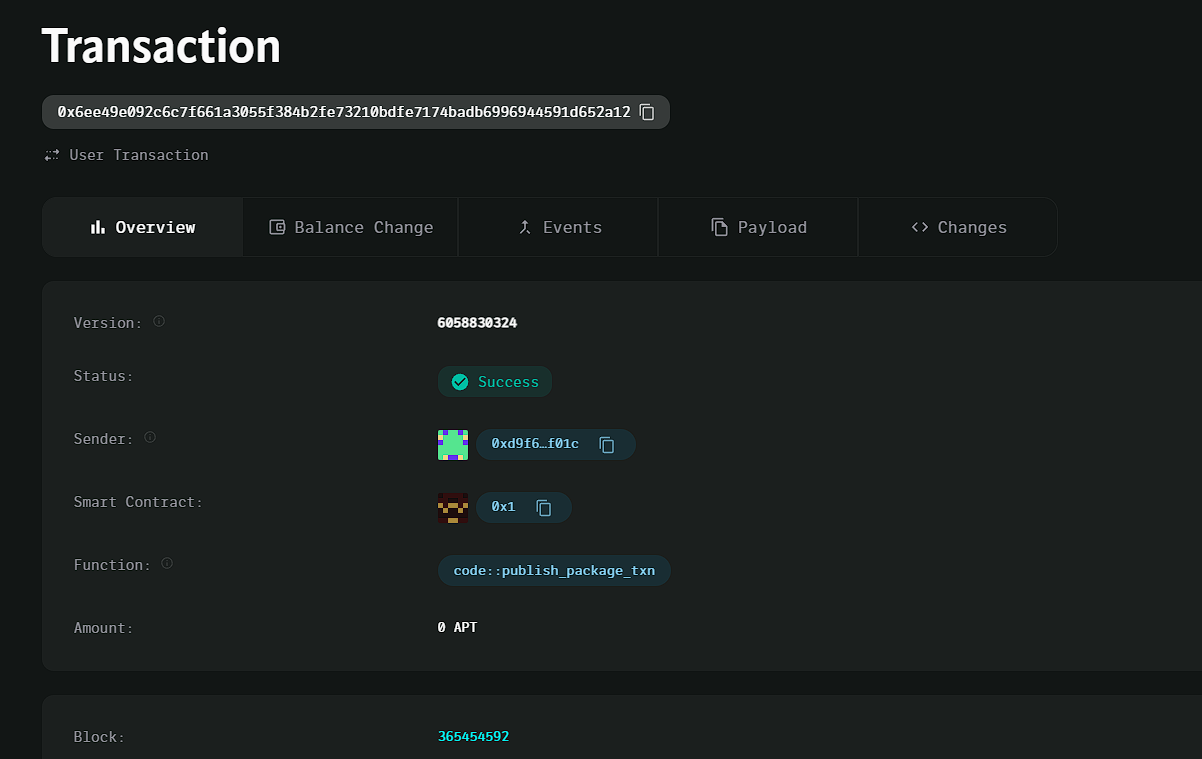 Transaction
0x6ee49e092c6c7f661a3055f384b2fe73210bdfe7174badb6996944591d652a12
User Transaction
Overview Balance Change Events Payload Changes
Version: 6058830324
Status: Success
Sender: 0xd9f6…f01c
Smart Contract: 0x1
Function: code::publish_package_txn
Amount: 0 APT
Block: 365454592